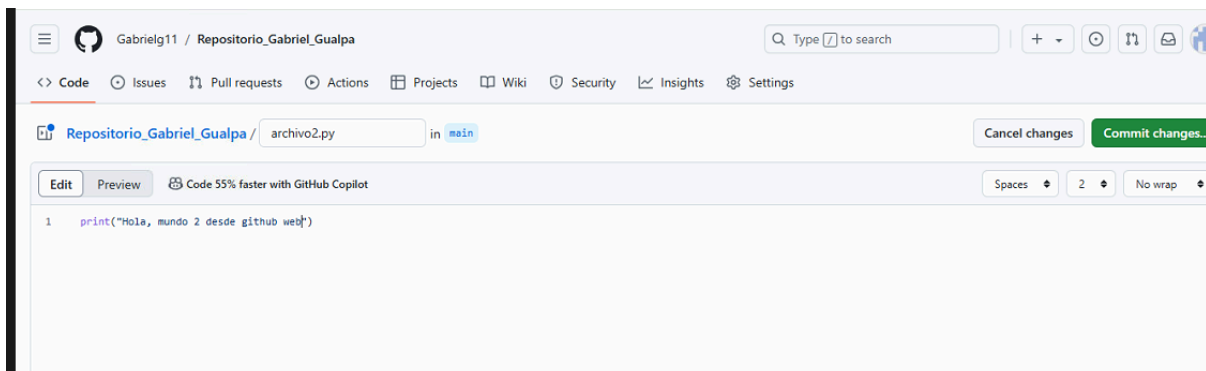 Gabrielg11 / Repositorio_Gabriel_Gualpa Type / to search
Code Issues Pull requests Actions Projects Wiki Security Insights Settings
Repositorio_Gabriel_Gualpa / archivo2.py in main Cancel changes Commit changes...
Edit Preview Code 55% faster with GitHub Copilot Spaces 2 No wrap
1 print("Hola, mundo 2 desde github web")